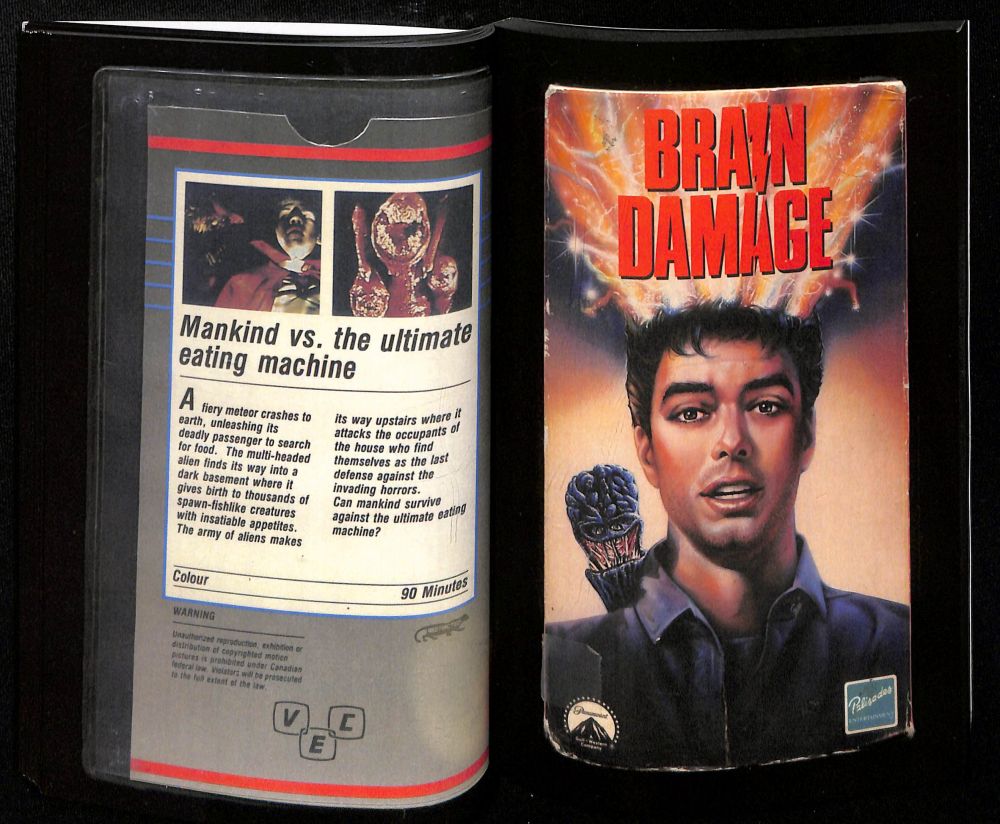 Mankind vs. the ultimate
eating machine
A fiery meteor crashes to
earth, unleashing its
deadly passenger to search
for food. The multi-headed
alien finds its way into a
dark basement where it
gives birth to thousands of
spawn-fishlike creatures
with insatiable appetites.
The army of aliens makes
its way upstairs where it
attacks the occupants of
the house who find
themselves as the last
defense against the
invading horrors.
Can mankind survive
against the ultimate eating
machine?
Colour
90 Minutes
WARNING
Unauthorized reproduction, exhibition or
distribution of copyrighted motion
pictures is prohibited under Canadian
federal law. Violators will be prosecuted
to the full extent of the law.
V E C
BRAIN
DAMAGE
Paramount
A Gulf+Western
Company
Palisades
ENTERTAINMENT